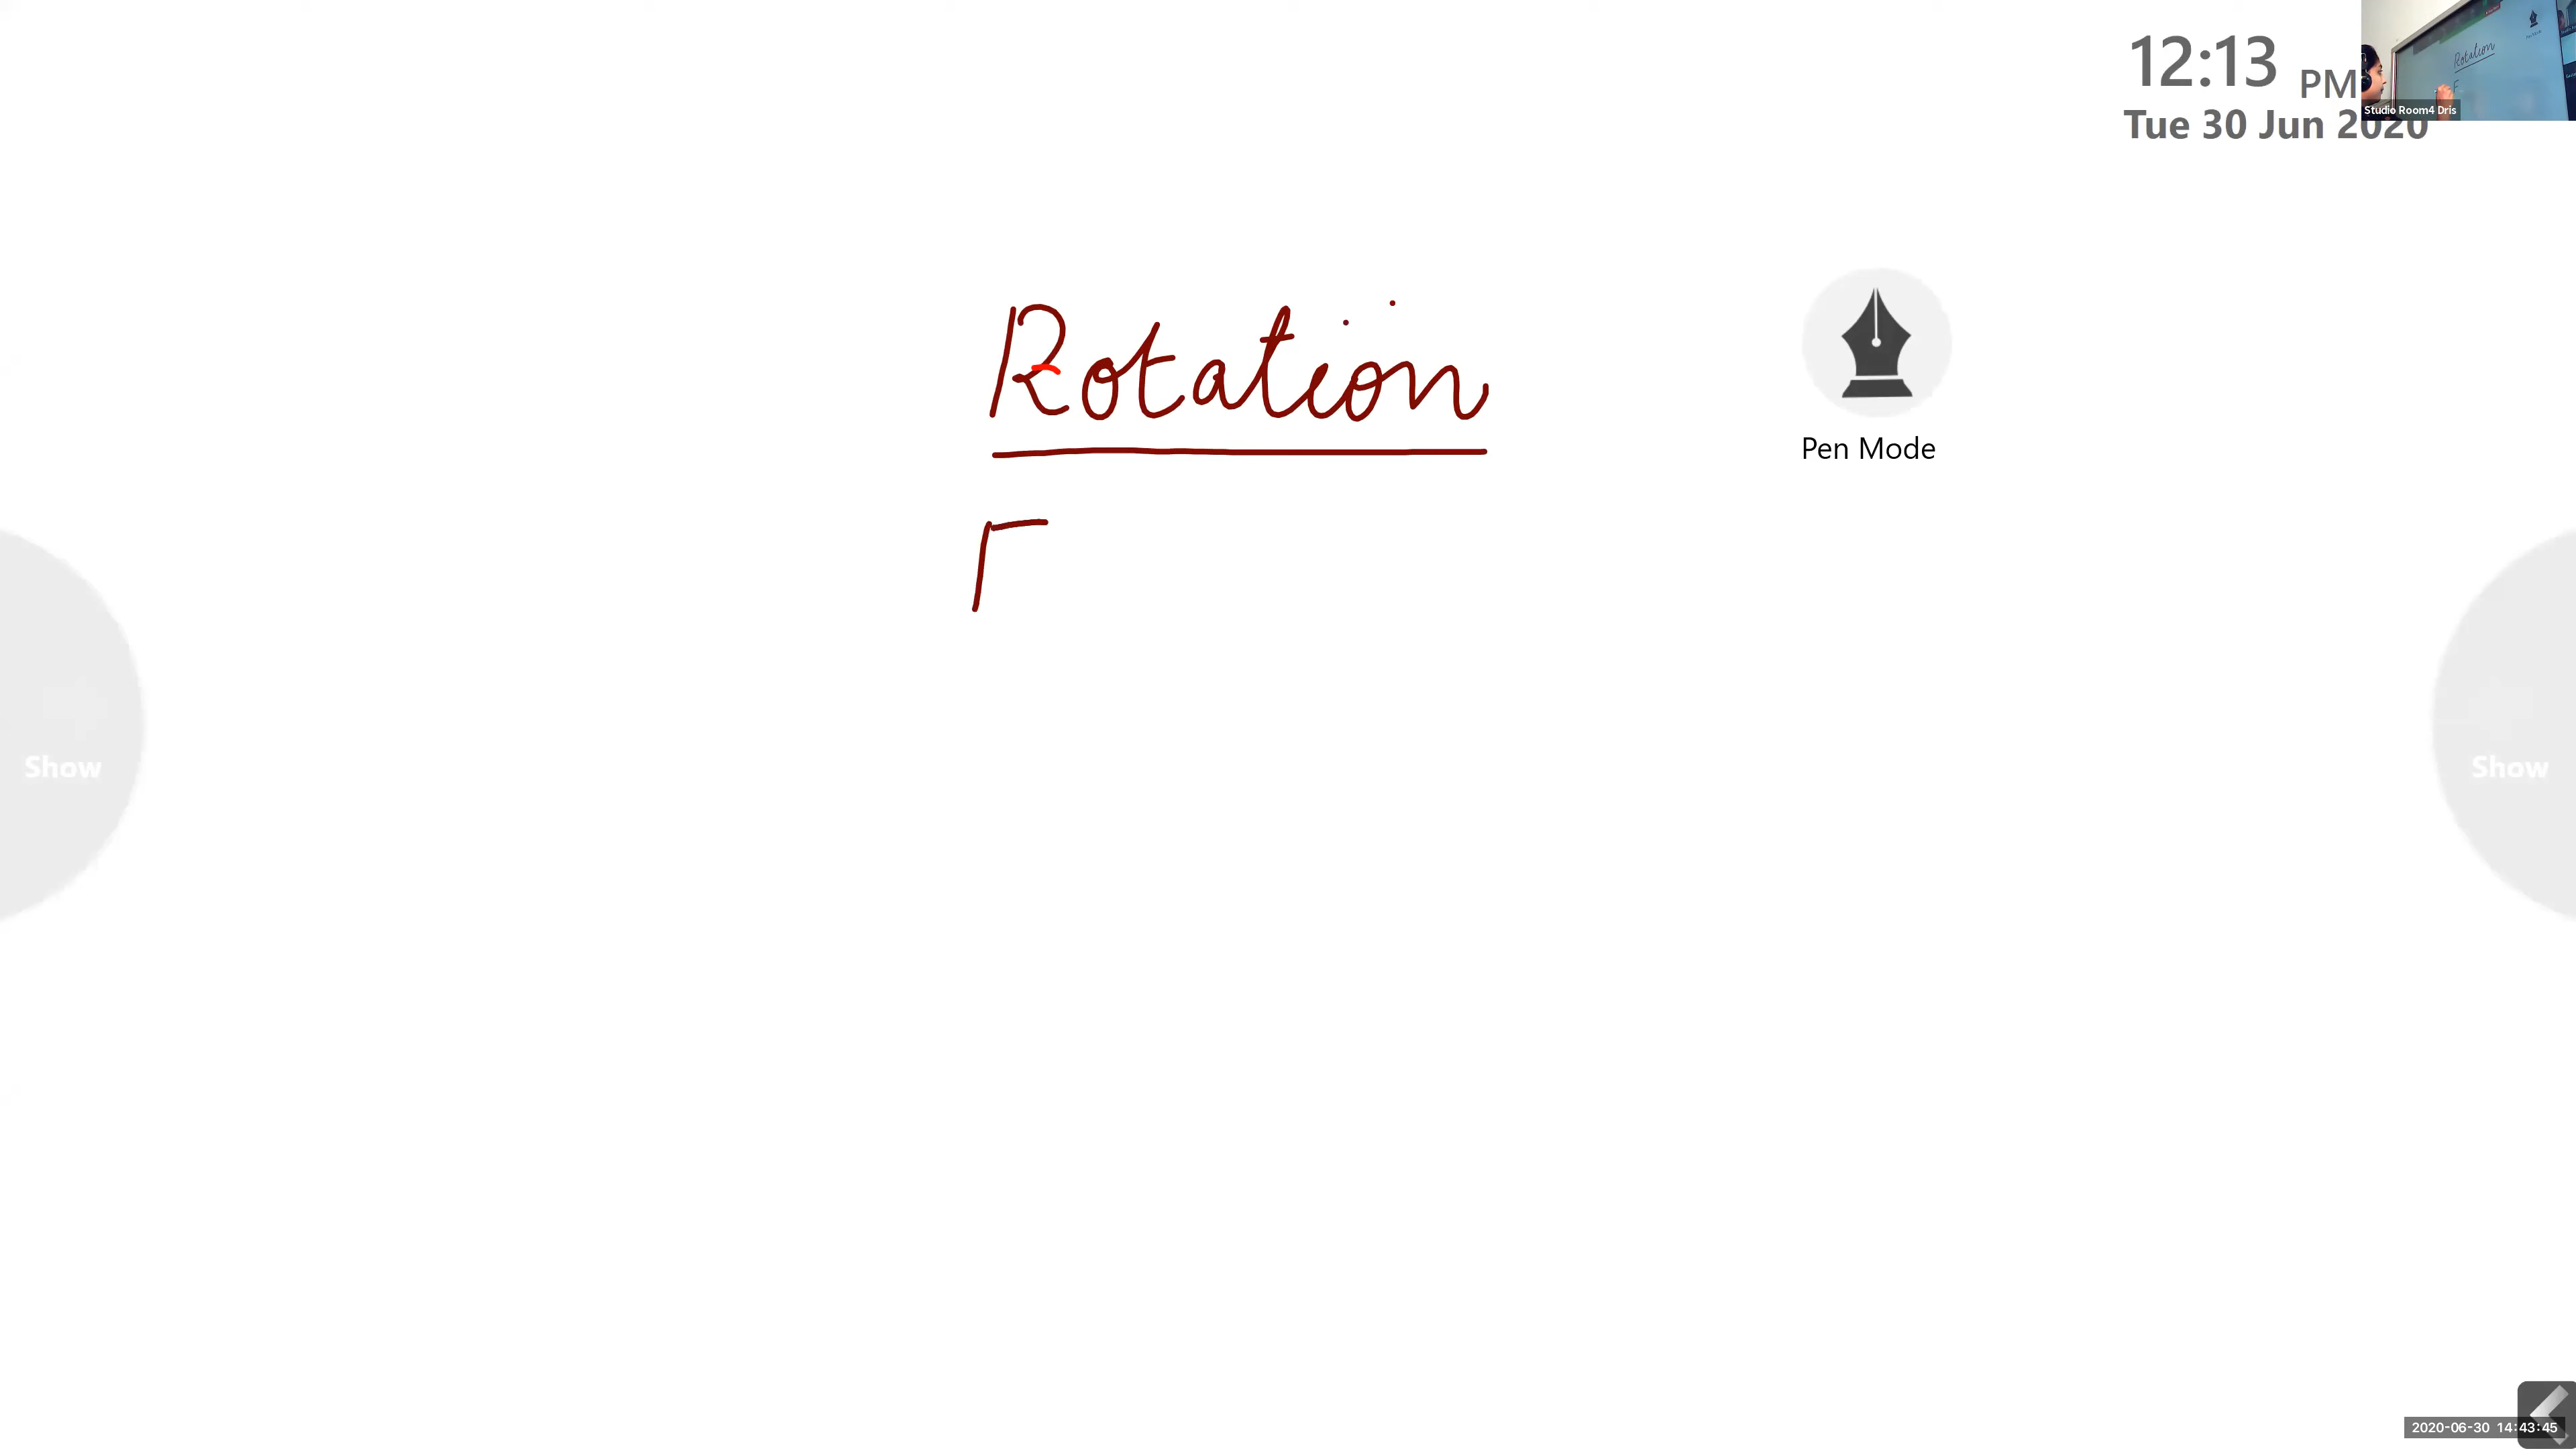 12:13 PM
Tue 30 Jun 2020
Rotation
Studio Room4 Dris
Rotation
F
Pen Mode
Show
Show
2020-06-30 14:43:45